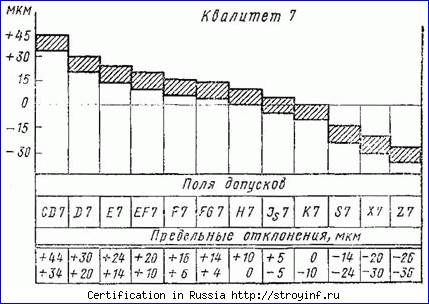 мкм
Квалитет 7
+45
+30
15
0
−15
−30
Поля допусков
CD7 D7 E7 EF7 F7 FG7 H7 Js7 K7 S7 X7 Z7
Предельные отклонения, мкм
+44 +30 +24 +20 +16 +14 +10 +5 0 −14 −20 −26
+34 +20 +14 +10 +6 +4 0 −5 −10 −24 −30 −36
Certification in Russia http://stroyinf.ru